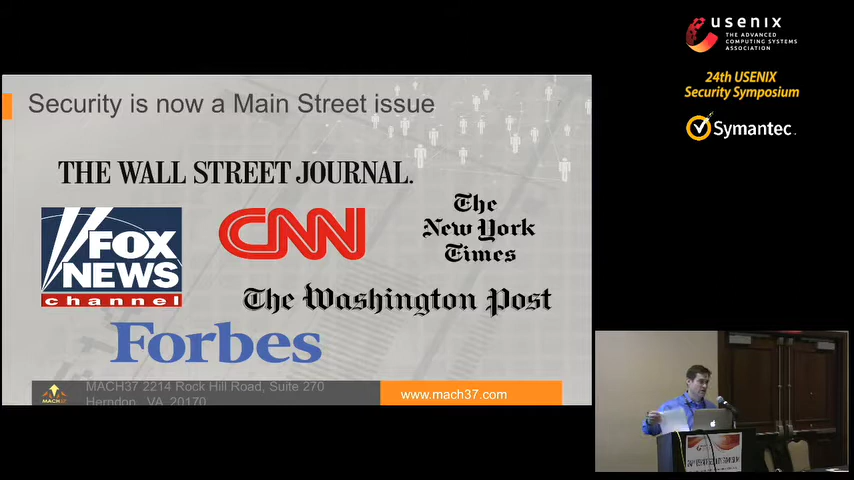 usenix
THE ADVANCED
COMPUTING SYSTEMS
ASSOCIATION
24th USENIX
Security Symposium
Symantec.
Security is now a Main Street issue
THE WALL STREET JOURNAL.
FOX
NEWS
channel
CNN
The
New York
Times
The Washington Post
Forbes
MACH37
MACH37 2214 Rock Hill Road, Suite 270
Herndon, VA 20170
www.mach37.com